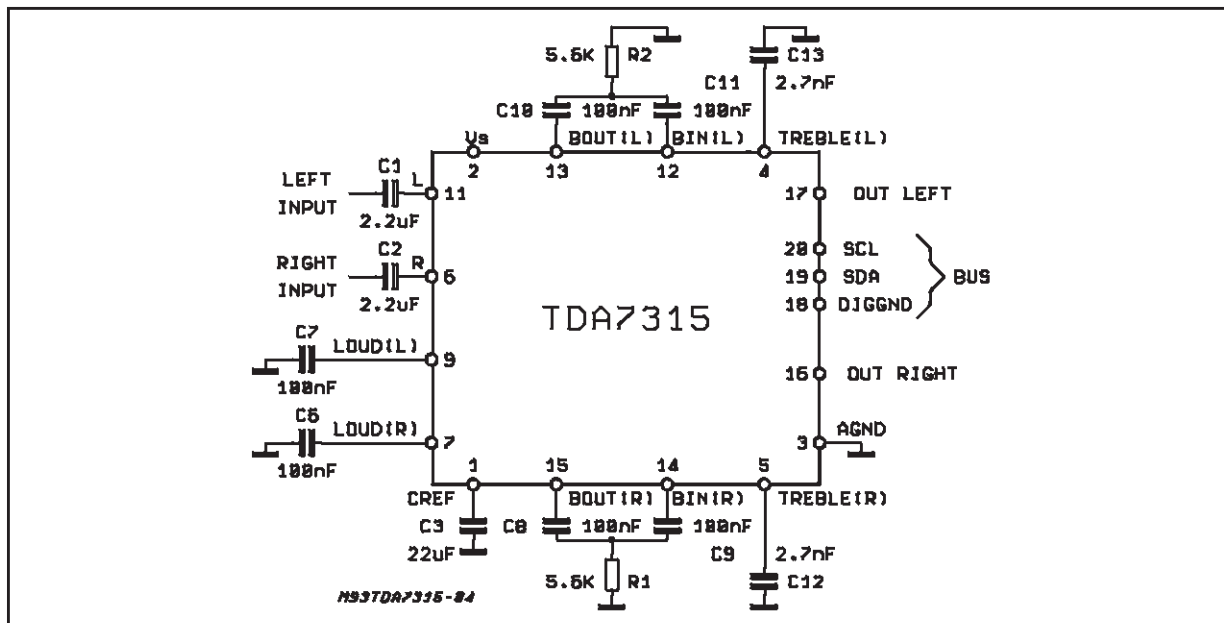 5.6K R2
C13
C11 2.7nF
C10 100nF 100nF
Vs BOUT(L) BIN(L) TREBLE(L)
2 13 12 4
C1 L
LEFT INPUT
11
2.2uF
17 OUT LEFT
C2 R
RIGHT INPUT
6
2.2uF
20 SCL
19 SDA
18 DIGGND
BUS
TDA7315
C7 LOUD(L)
9
100nF
16 OUT RIGHT
C6 LOUD(R)
7
100nF
AGND
3
1 15 14 5
CREF BOUT(R) BIN(R) TREBLE(R)
C3 C8 100nF 100nF
22uF
C9 2.7nF
5.6K R1
C12
M93TDA7315-04